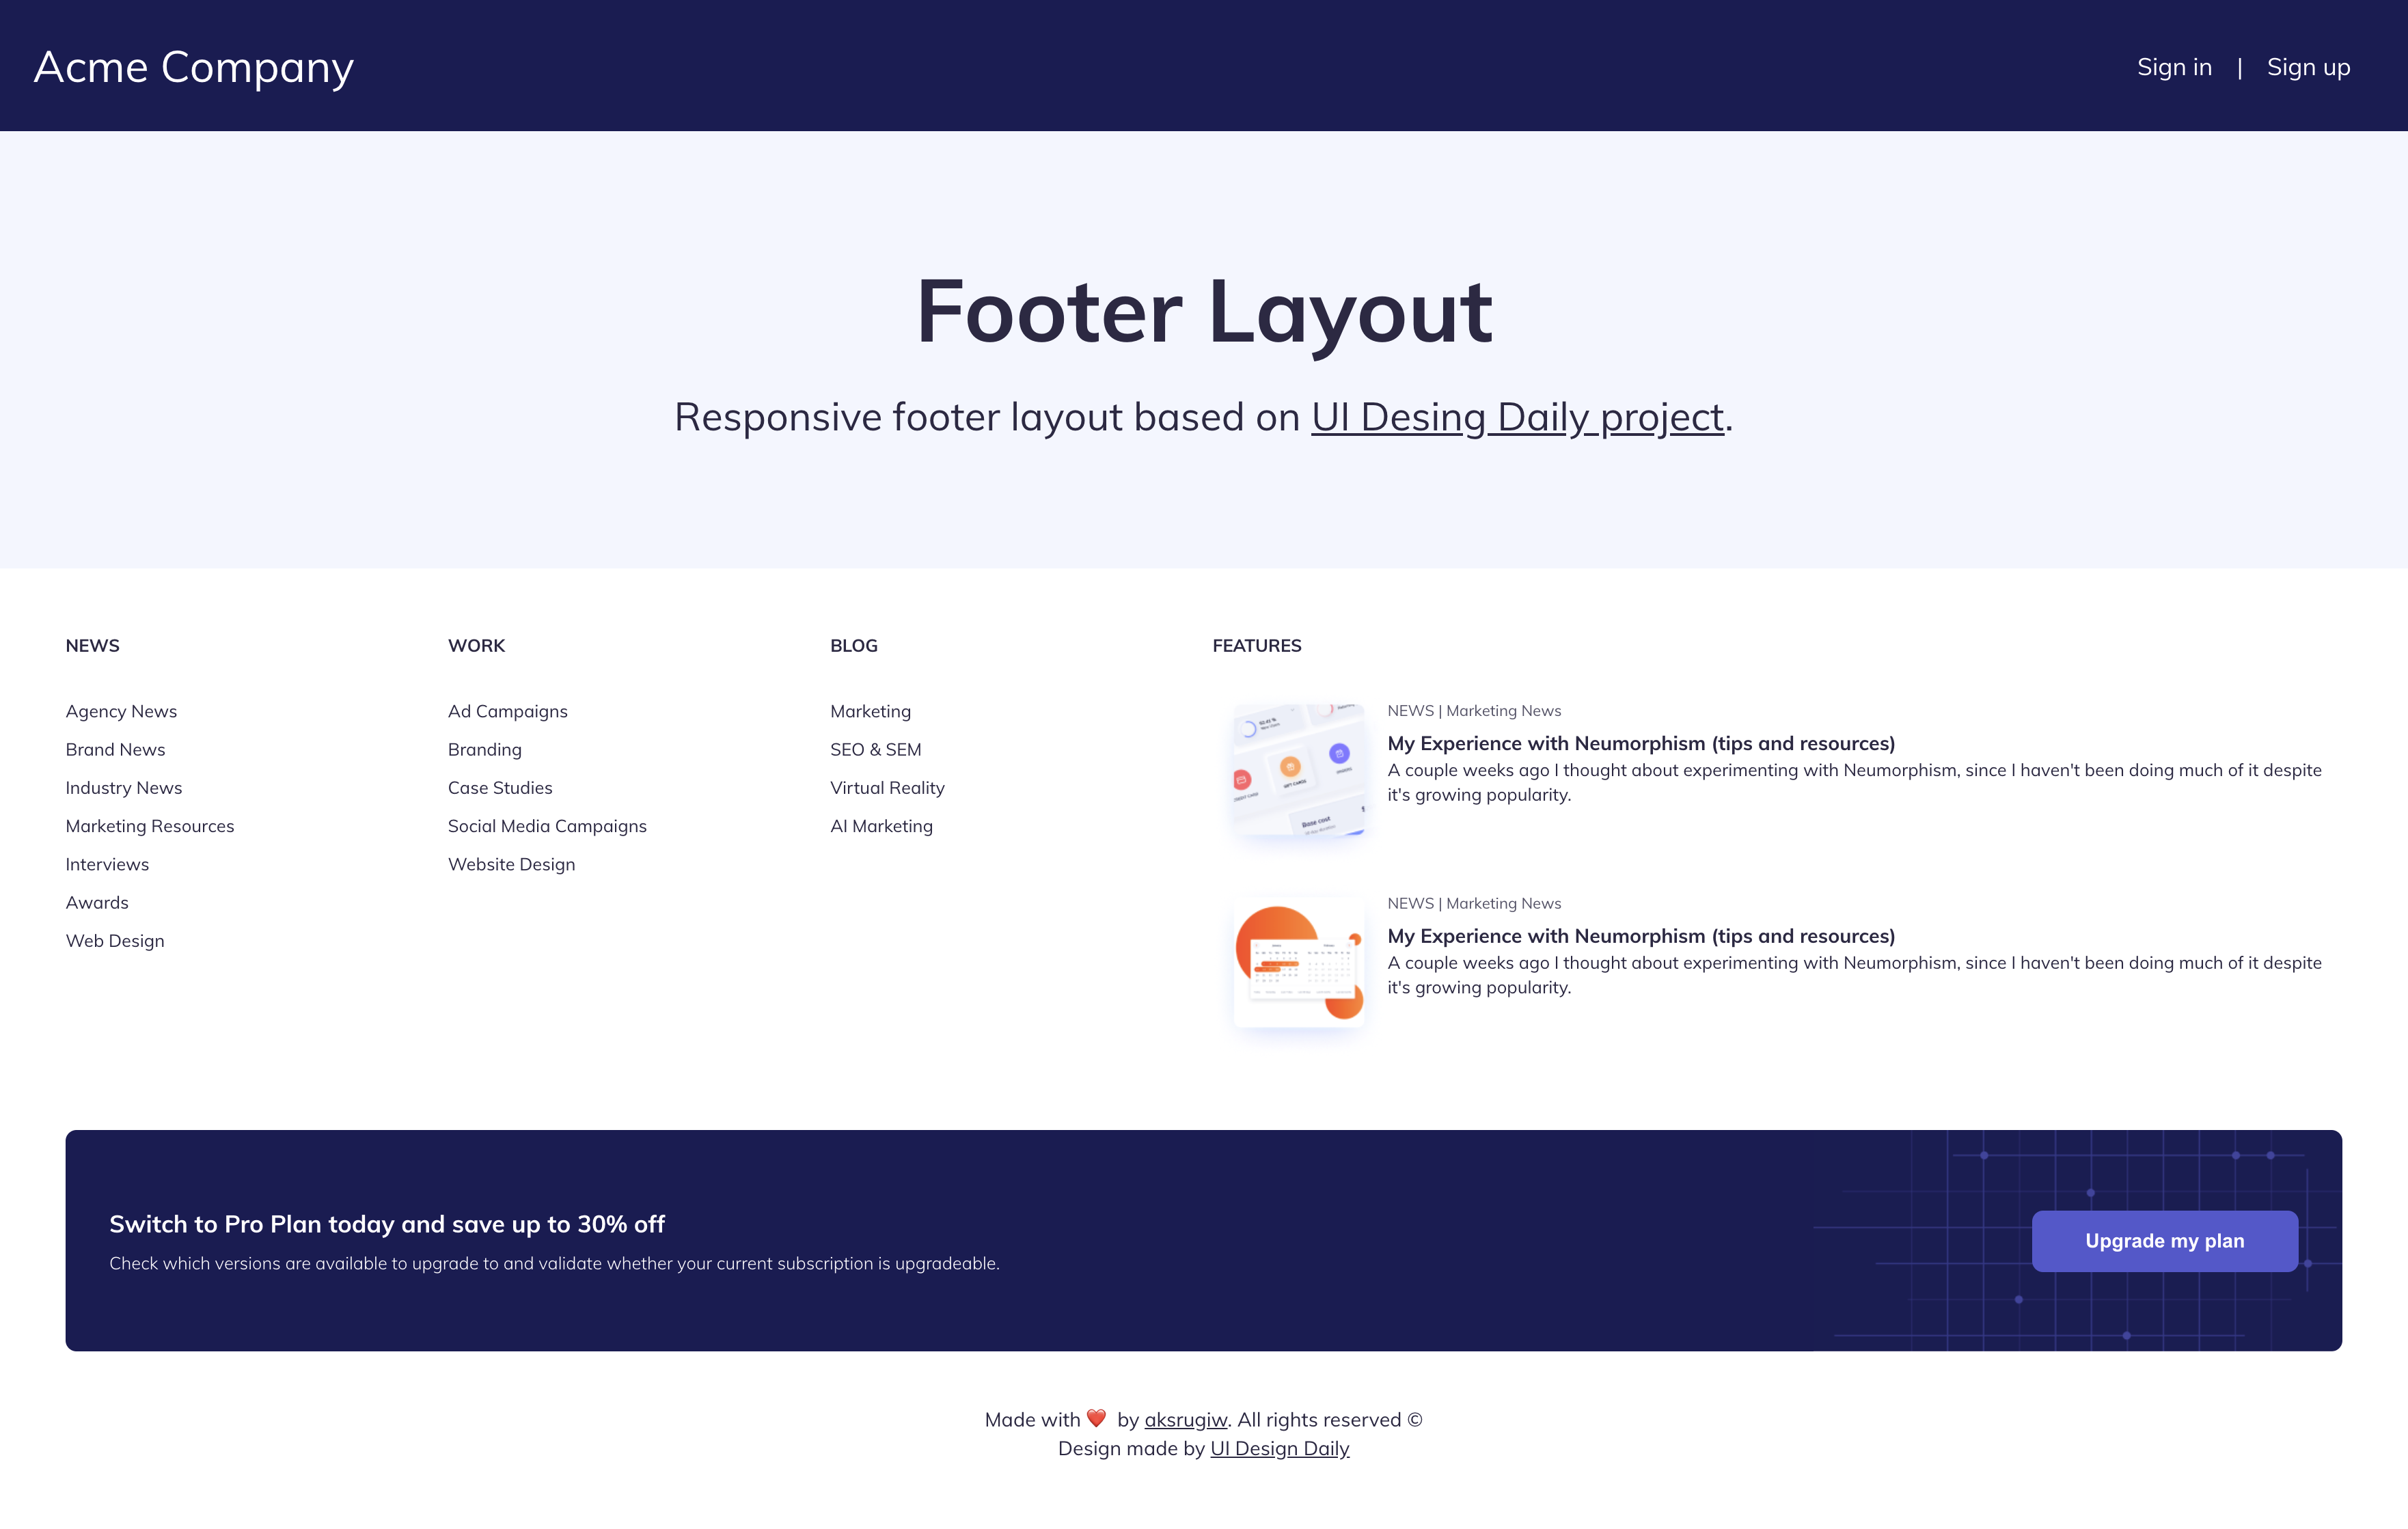 Acme Company
Sign in | Sign up
Footer Layout
Responsive footer layout based on UI Desing Daily project.
NEWS
Agency News
Brand News
Industry News
Marketing Resources
Interviews
Awards
Web Design
WORK
Ad Campaigns
Branding
Case Studies
Social Media Campaigns
Website Design
BLOG
Marketing
SEO & SEM
Virtual Reality
AI Marketing
FEATURES
Base cost
NEWS | Marketing News
My Experience with Neumorphism (tips and resources)
A couple weeks ago I thought about experimenting with Neumorphism, since I haven't been doing much of it despite
it's growing popularity.
NEWS | Marketing News
My Experience with Neumorphism (tips and resources)
A couple weeks ago I thought about experimenting with Neumorphism, since I haven't been doing much of it despite
it's growing popularity.
Switch to Pro Plan today and save up to 30% off
Check which versions are available to upgrade to and validate whether your current subscription is upgradeable.
Upgrade my plan
Made with ❤️ by aksrugiw. All rights reserved ©
Design made by UI Design Daily